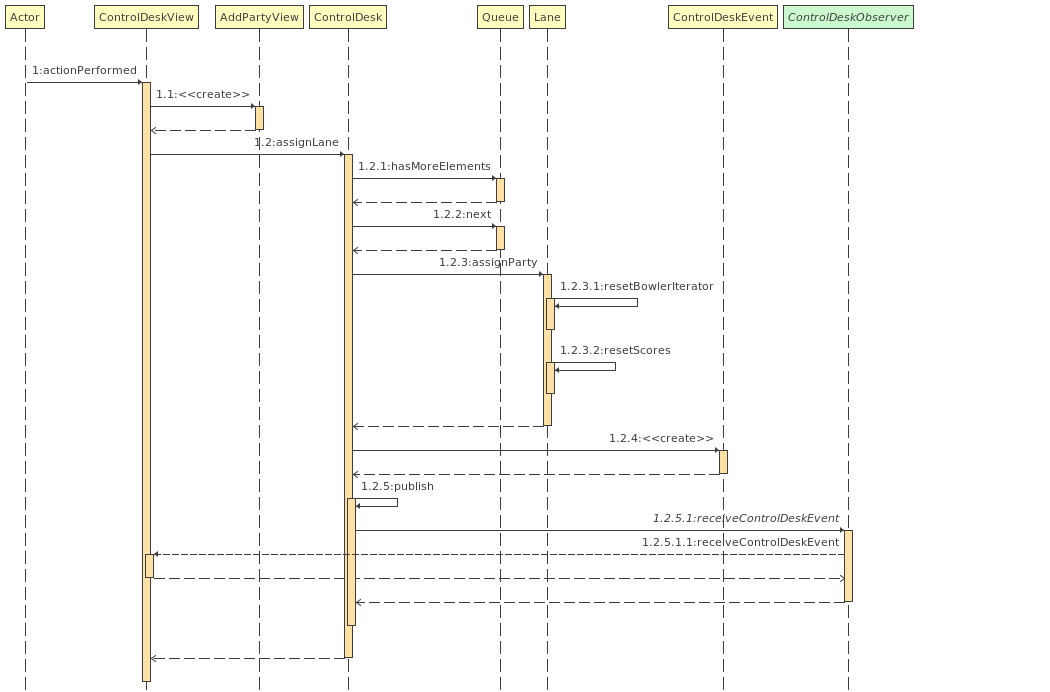 Actor
ControlDeskView
AddPartyView
ControlDesk
Queue
Lane
ControlDeskEvent
ControlDeskObserver
1:actionPerformed
1.1:<<create>>
1.2:assignLane
1.2.1:hasMoreElements
1.2.2:next
1.2.3:assignParty
1.2.3.1:resetBowlerIterator
1.2.3.2:resetScores
1.2.4:<<create>>
1.2.5:publish
1.2.5.1:receiveControlDeskEvent
1.2.5.1.1:receiveControlDeskEvent